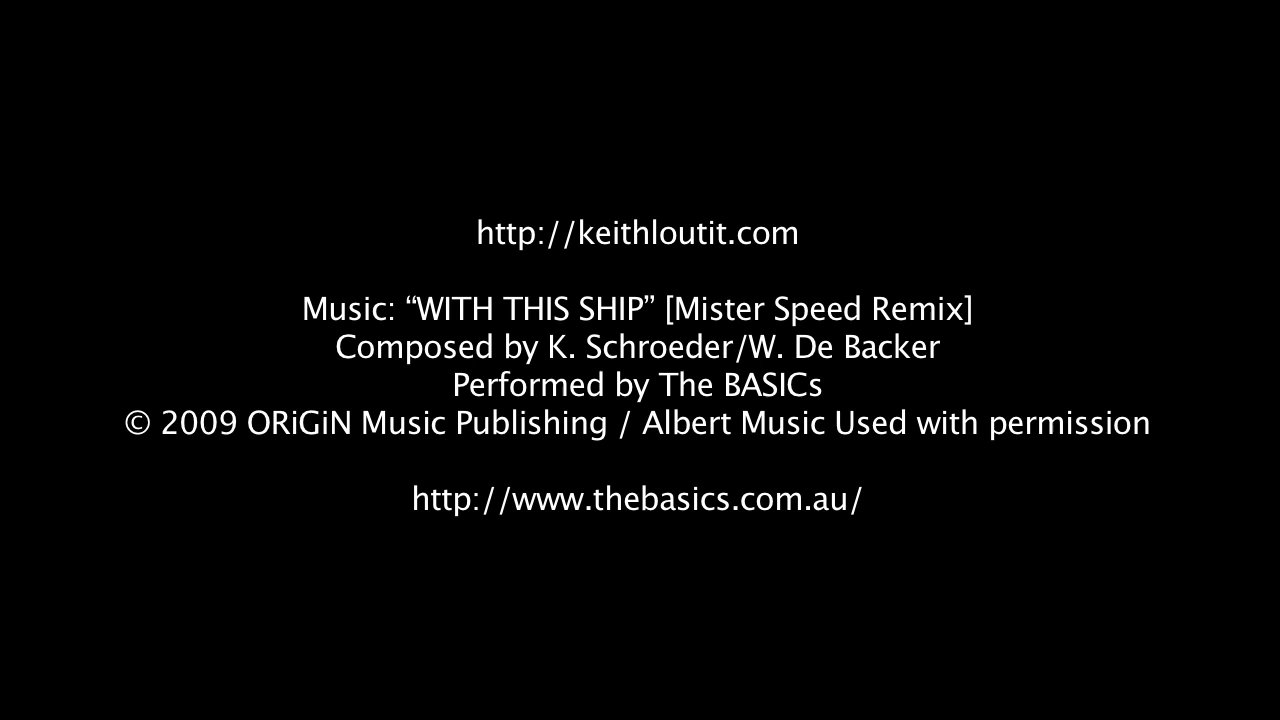 http://keithloutit.com
Music: “WITH THIS SHIP” [Mister Speed Remix]
Composed by K. Schroeder/W. De Backer
Performed by The BASICs
© 2009 ORiGiN Music Publishing / Albert Music Used with permission
http://www.thebasics.com.au/